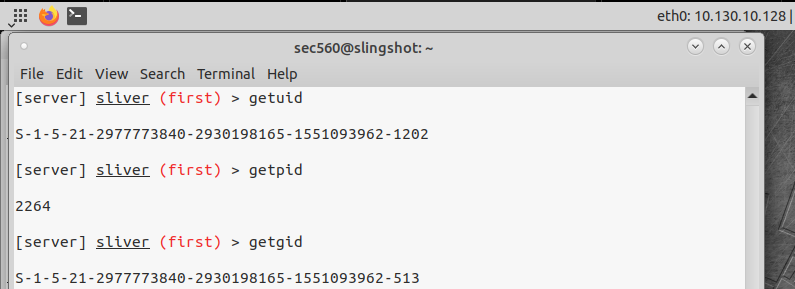 eth0: 10.130.10.128
sec560@slingshot: ~
File Edit View Search Terminal Help
[server] sliver (first) > getuid
S-1-5-21-2977773840-2930198165-1551093962-1202
[server] sliver (first) > getpid
2264
[server] sliver (first) > getgid
S-1-5-21-2977773840-2930198165-1551093962-513